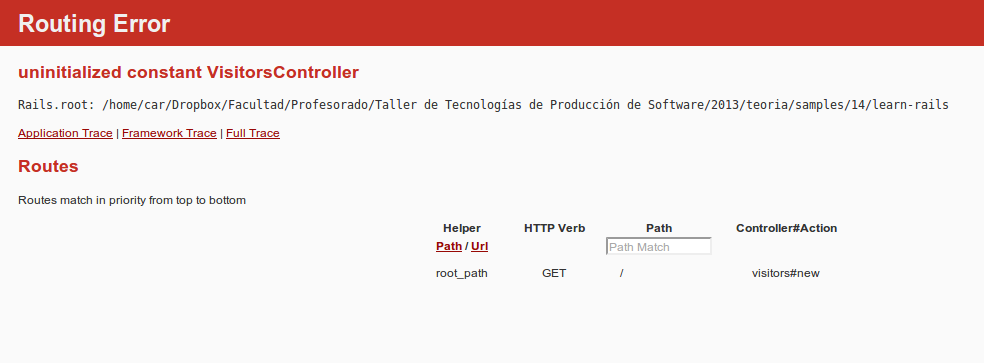 Routing Error
uninitialized constant VisitorsController
Rails.root: /home/car/Dropbox/Facultad/Profesorado/Taller de Tecnologías de Producción de Software/2013/teoria/samples/14/learn-rails
Application Trace | Framework Trace | Full Trace
Routes
Routes match in priority from top to bottom
Helper HTTP Verb Path Controller#Action
Path / Url Path Match
root_path GET / visitors#new